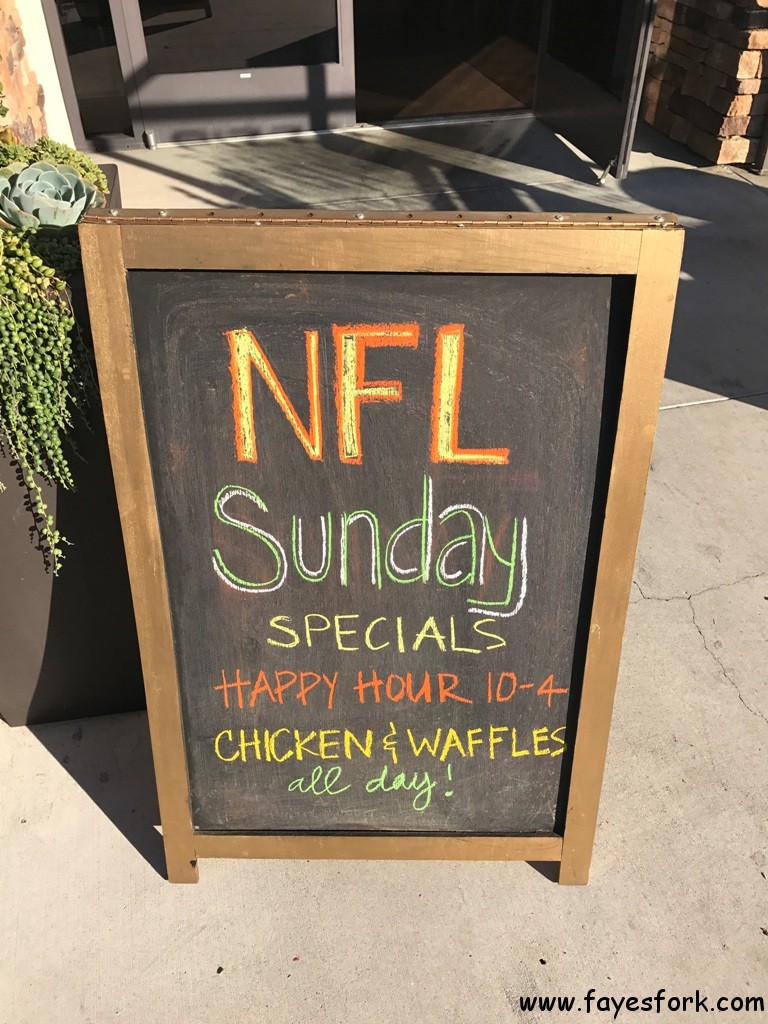 NFL
Sunday
SPECIALS
HAPPY HOUR 10-4
CHICKEN & WAFFLES
all day!
www.fayesfork.com